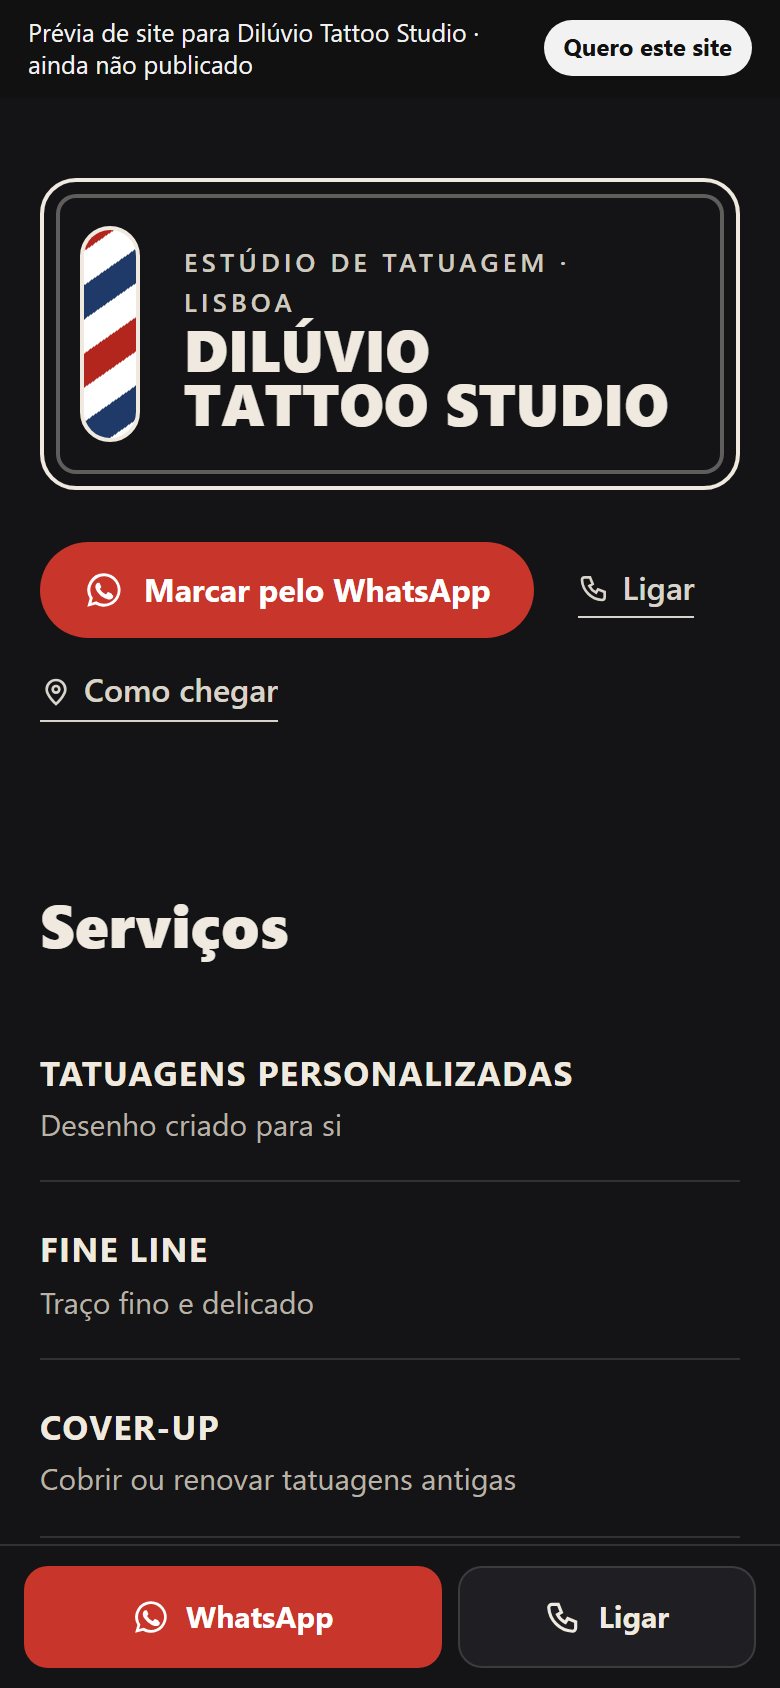 Prévia de site para Dilúvio Tattoo Studio ·
ainda não publicado
Quero este site
ESTÚDIO DE TATUAGEM ·
LISBOA
DILÚVIO
TATTOO STUDIO
Marcar pelo WhatsApp
Ligar
Como chegar
Serviços
TATUAGENS PERSONALIZADAS
Desenho criado para si
FINE LINE
Traço fino e delicado
COVER-UP
Cobrir ou renovar tatuagens antigas
WhatsApp
Ligar